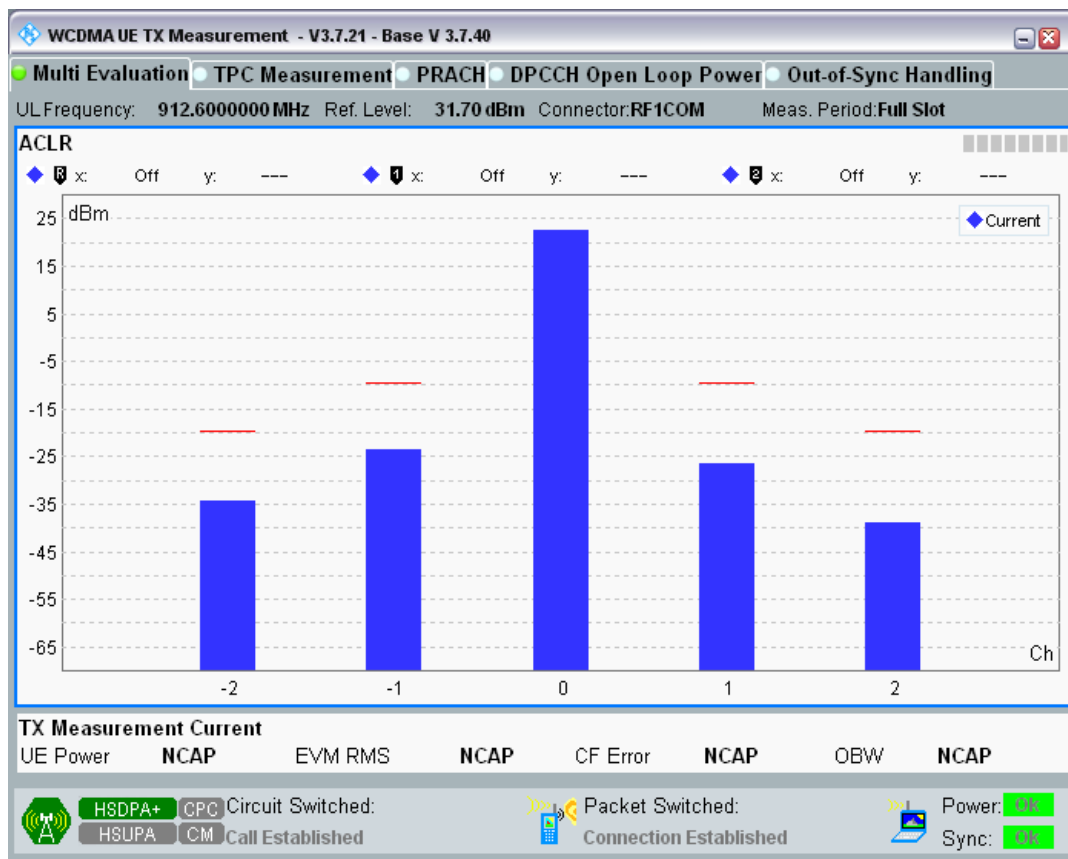 WCDMA UE TX Measurement - V3.7.21 - Base V 3.7.40
Multi Evaluation TPC Measurement PRACH DPCCH Open Loop Power Out-of-Sync Handling
UL Frequency: 912.6000000 MHz Ref. Level: 31.70 dBm Connector:RF1COM Meas. Period:Full Slot
ACLR
R x: Off y: --- 1 x: Off y: --- 2 x: Off y: ---
dBm
Current
25
15
5
-5
-15
-25
-35
-45
-55
-65
Ch
-2 -1 0 1 2
TX Measurement Current
UE Power NCAP EVM RMS NCAP CF Error NCAP OBW NCAP
HSDPA+ CPC Circuit Switched: Packet Switched: Power: OK
HSUPA CM Call Established Connection Established Sync: OK